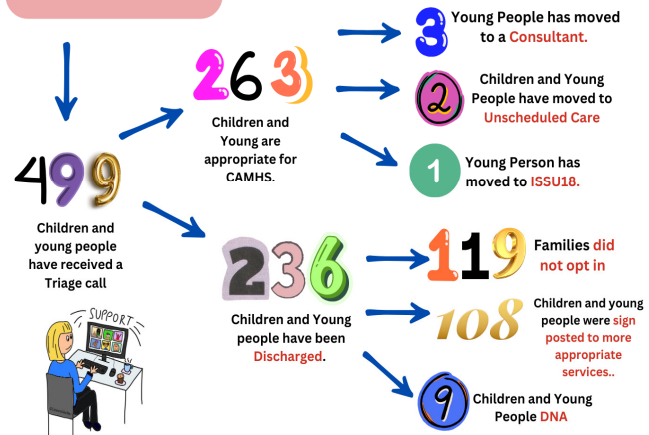 499
Children and
young people
have received a
Triage call
263
Children and
Young are
appropriate for
CAMHS.
3
Young People has moved
to a Consultant.
2
Children and Young
People have moved to
Unscheduled Care
1
Young Person has
moved to ISSU18.
236
Children and Young
people have been
Discharged.
119
Families did
not opt in
108
Children and young
people were sign
posted to more
appropriate
services..
9
Children and Young
People DNA
SUPPORT